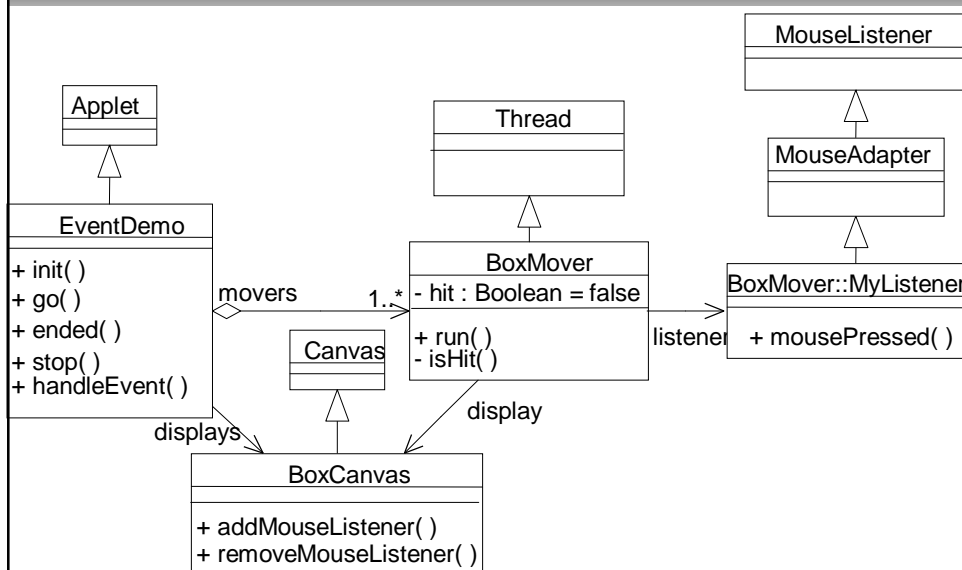 MouseListener
Applet
Thread
MouseAdapter
EventDemo
+ init( )
+ go( )
+ ended( )
+ stop( )
+ handleEvent( )
movers
1..*
BoxMover
- hit : Boolean = false
+ run( )
- isHit( )
listener
BoxMover::MyListener
+ mousePressed( )
Canvas
displays
display
BoxCanvas
+ addMouseListener( )
+ removeMouseListener( )